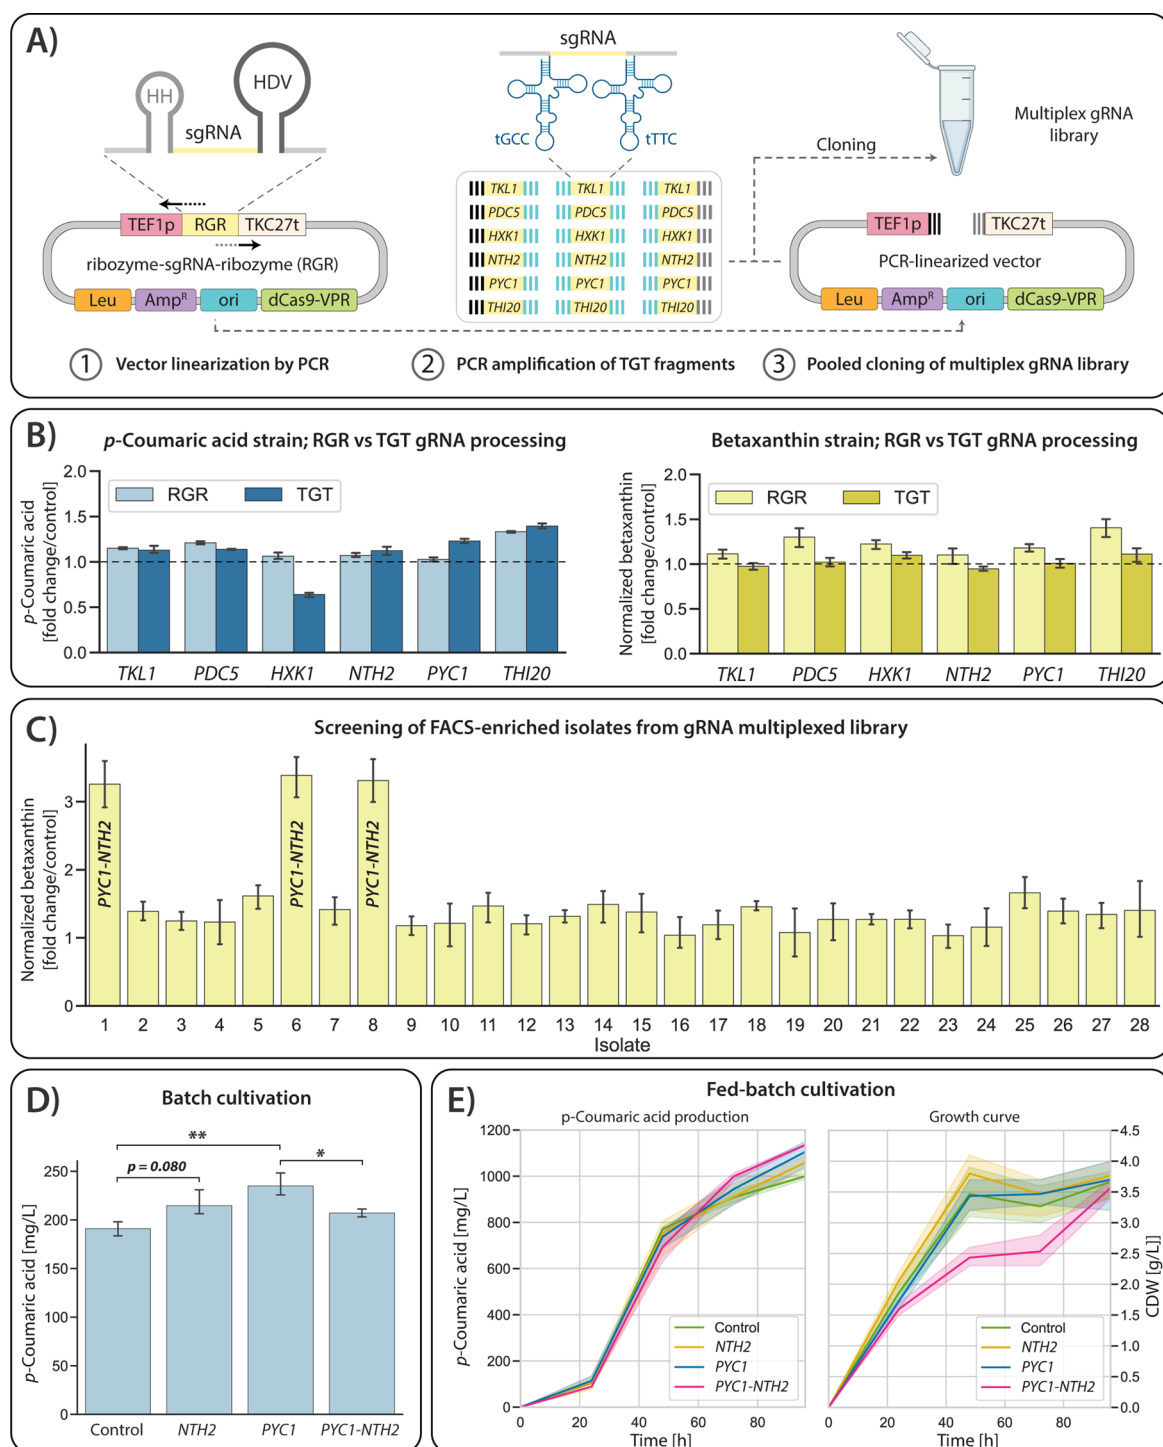 A)
HH
HDV
sgRNA
TEF1p
RGR
TKC27t
ribozyme-sgRNA-ribozyme (RGR)
Leu
Amp^R
ori
dCas9-VPR
sgRNA
tGCC
tTTC
TKL1 TKL1 TKL1
PDC5 PDC5 PDC5
HXK1 HXK1 HXK1
NTH2 NTH2 NTH2
PYC1 PYC1 PYC1
THI20 THI20 THI20
Cloning
Multiplex gRNA
library
TEF1p
TKC27t
PCR-linearized vector
Leu
Amp^R
ori
dCas9-VPR
1 Vector linearization by PCR
2 PCR amplification of TGT fragments
3 Pooled cloning of multiplex gRNA library
B)
p-Coumaric acid strain; RGR vs TGT gRNA processing
p-Coumaric acid
[fold change/control]
2.0
1.5
1.0
0.5
0.0
RGR TGT
TKL1 PDC5 HXK1 NTH2 PYC1 THI20
Betaxanthin strain; RGR vs TGT gRNA processing
Normalized betaxanthin
[fold change/control]
2.0
1.5
1.0
0.5
0.0
RGR TGT
TKL1 PDC5 HXK1 NTH2 PYC1 THI20
C)
Screening of FACS-enriched isolates from gRNA multiplexed library
Normalized betaxanthin
[fold change/control]
3
2
1
0
PYC1-NTH2
PYC1-NTH2
PYC1-NTH2
1 2 3 4 5 6 7 8 9 10 11 12 13 14 15 16 17 18 19 20 21 22 23 24 25 26 27 28
Isolate
D)
Batch cultivation
p-Coumaric acid [mg/L]
250
200
150
100
50
0
**
p = 0.080
*
Control NTH2 PYC1 PYC1-NTH2
E)
Fed-batch cultivation
p-Coumaric acid production
p-Coumaric acid [mg/L]
1200
1000
800
600
400
200
0
Control
NTH2
PYC1
PYC1-NTH2
0 20 40 60 80
Time [h]
Growth curve
4.5
4.0
3.5
3.0
2.5
2.0
1.5
1.0
0.5
0.0
CDW [g/L]]
Control
NTH2
PYC1
PYC1-NTH2
0 20 40 60 80
Time [h]